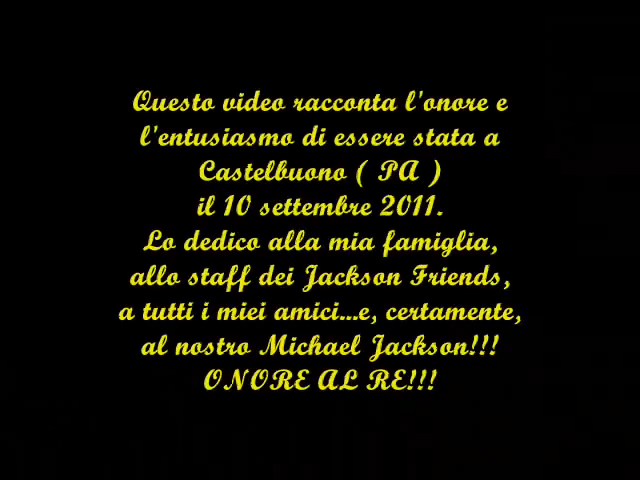 Questo video racconta l'onore e
l'entusiasmo di essere stata a
Castelbuono ( PA )
il 10 settembre 2011.
Lo dedico alla mia famiglia,
allo staff dei Jackson Friends,
a tutti i miei amici...e, certamente,
al nostro Michael Jackson!!!
ONORE AL RE!!!